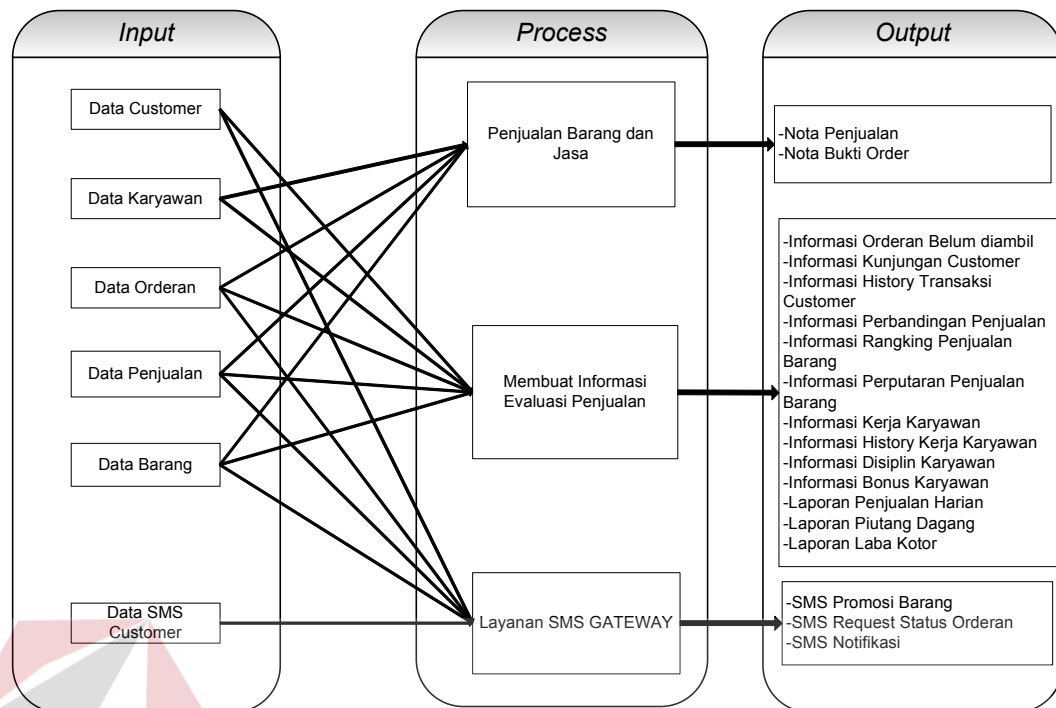 Input
Process
Output
Data Customer
Data Karyawan
Data Orderan
Data Penjualan
Data Barang
Data SMS
Customer
Penjualan Barang dan
Jasa
Membuat Informasi
Evaluasi Penjualan
Layanan SMS GATEWAY
-Nota Penjualan
-Nota Bukti Order
-Informasi Orderan Belum diambil
-Informasi Kunjungan Customer
-Informasi History Transaksi
Customer
-Informasi Perbandingan Penjualan
-Informasi Rangking Penjualan
Barang
-Informasi Perputaran Penjualan
Barang
-Informasi Kerja Karyawan
-Informasi History Kerja Karyawan
-Informasi Disiplin Karyawan
-Informasi Bonus Karyawan
-Laporan Penjualan Harian
-Laporan Piutang Dagang
-Laporan Laba Kotor
-SMS Promosi Barang
-SMS Request Status Orderan
-SMS Notifikasi